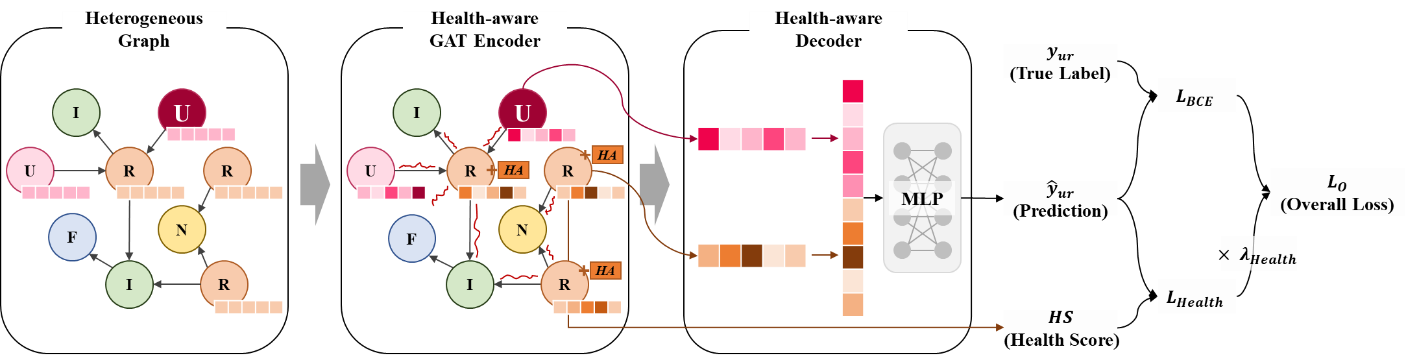 Heterogeneous
Graph
I
U
U
R
R
F
N
I
R
Health-aware
GAT Encoder
I
U
U
R
HA
R
HA
F
N
I
R
HA
Health-aware
Decoder
MLP
y_ur
(True Label)
ŷ_ur
(Prediction)
HS
(Health Score)
L_BCE
× λ_Health
L_Health
L_O
(Overall Loss)